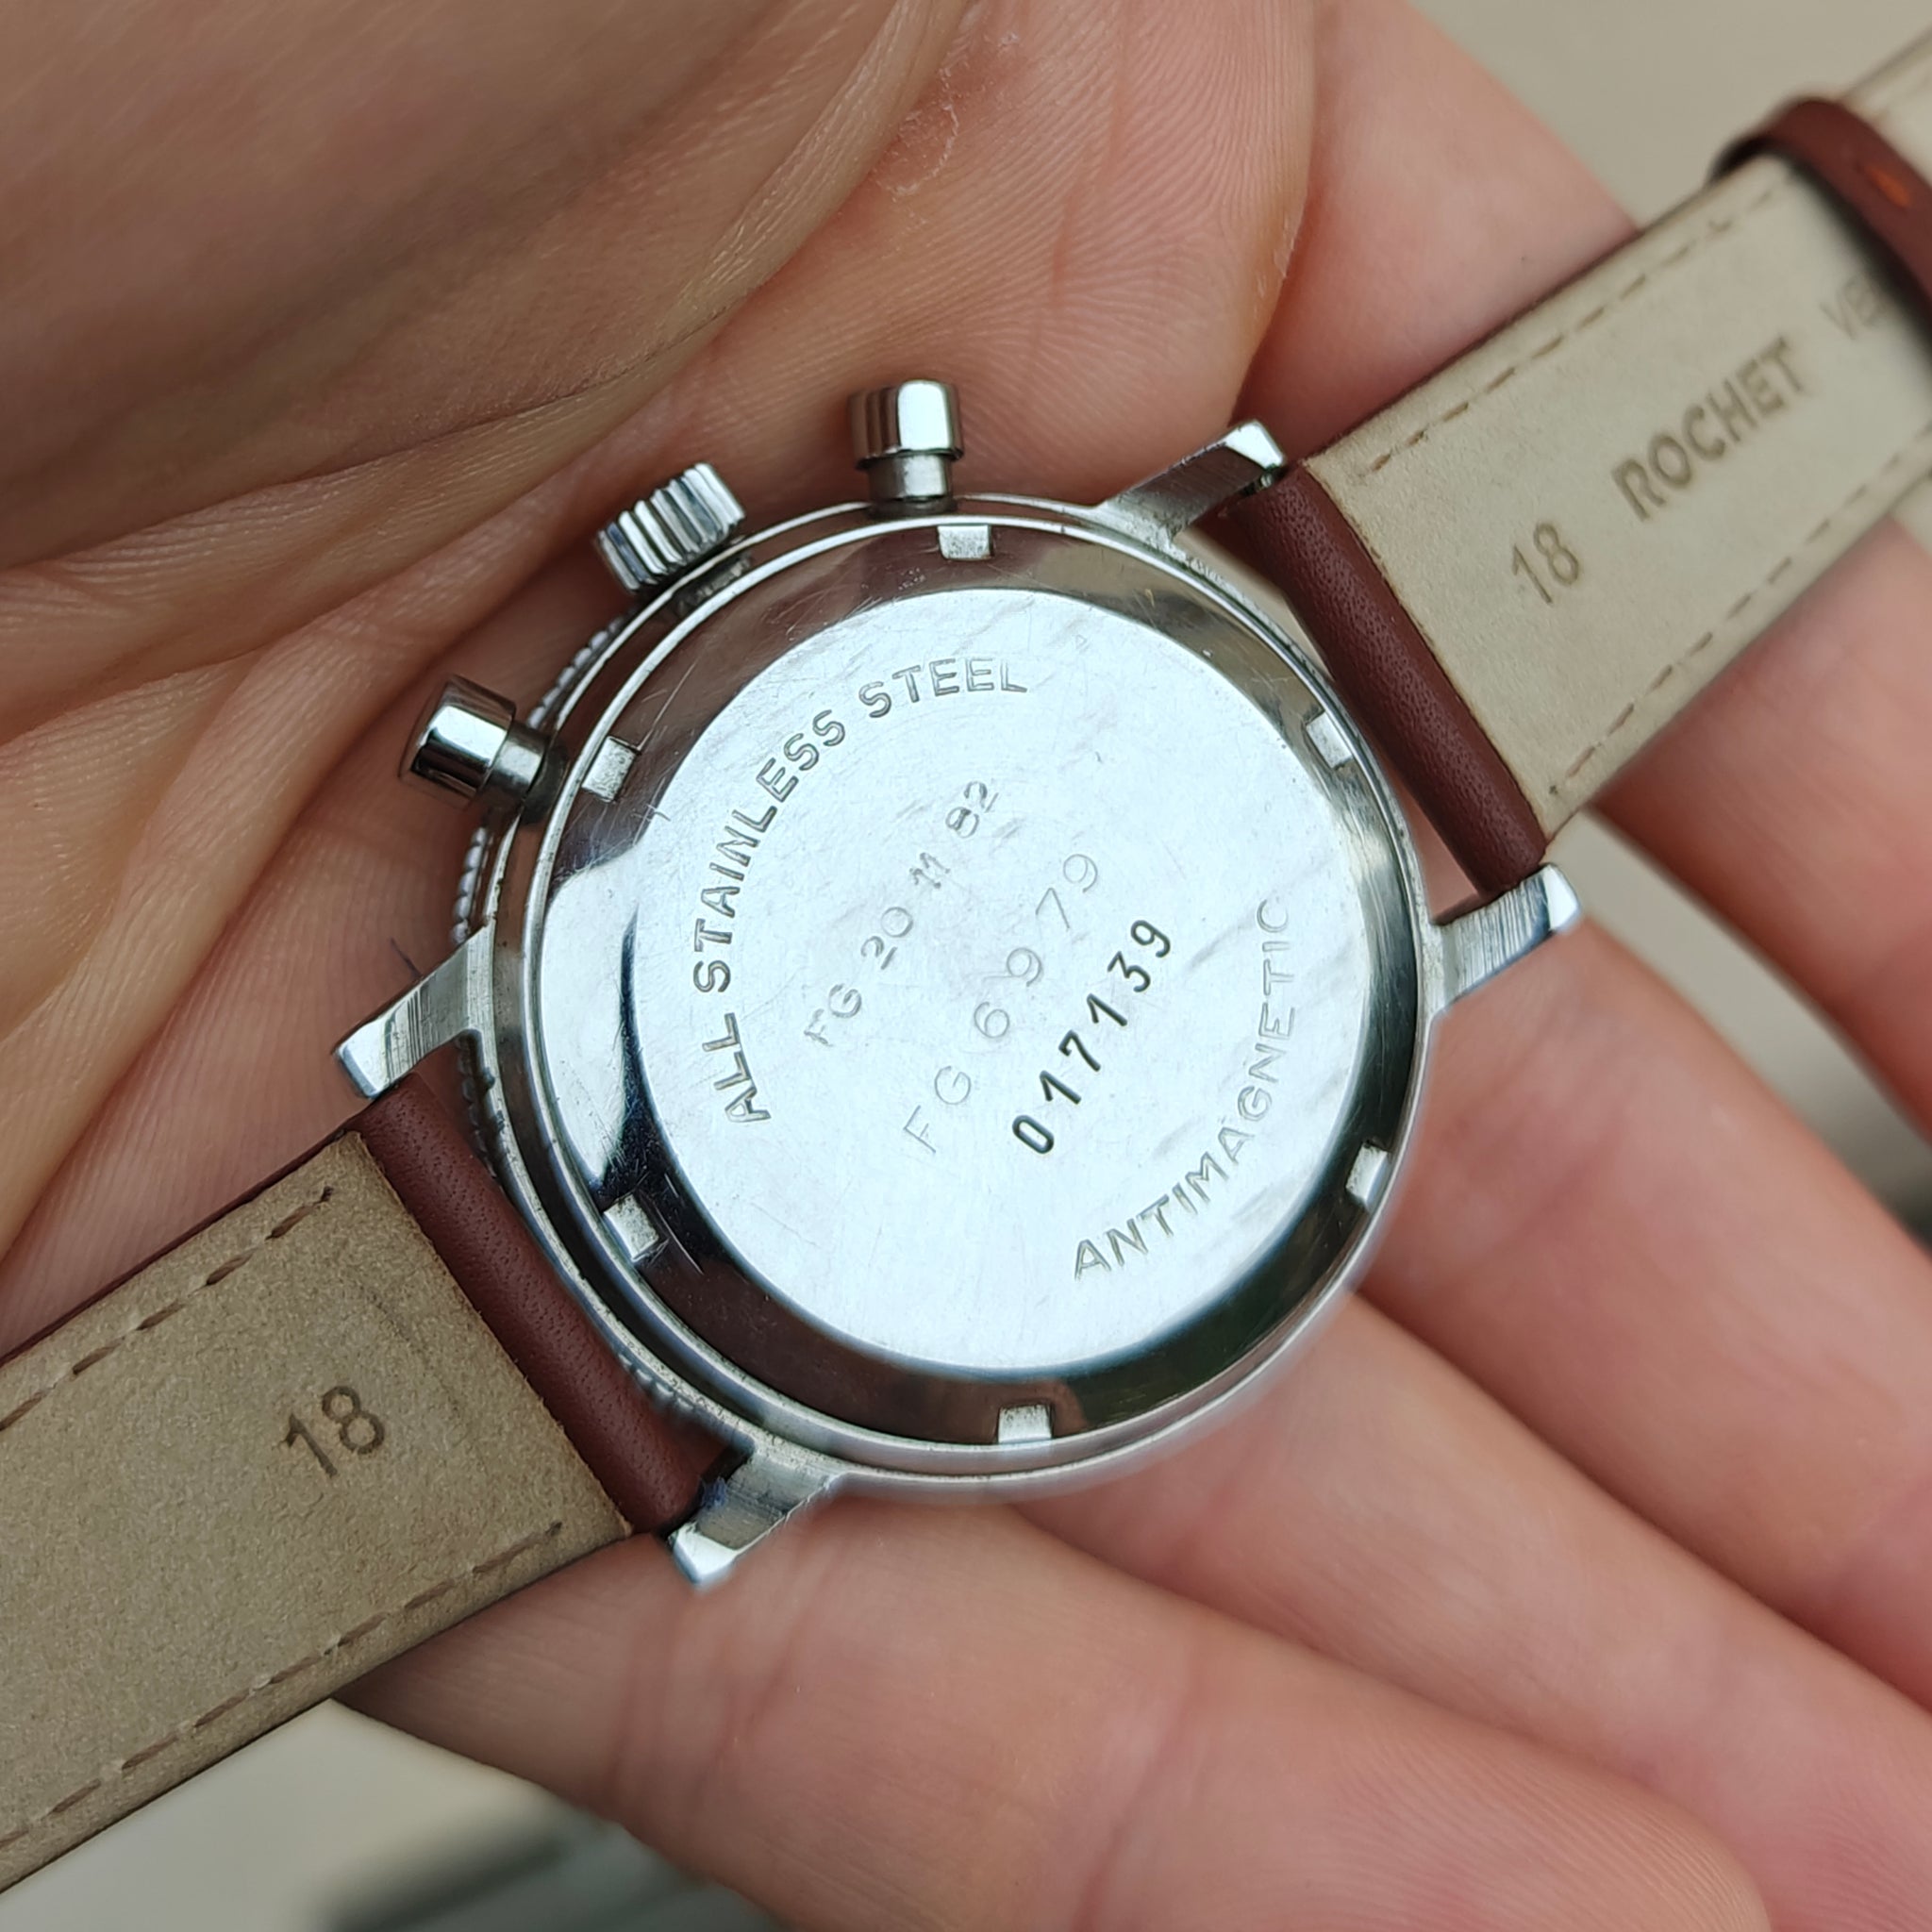 ALL STAINLESS STEEL
FG 20 11 82
FG 6979
017139
ANTIMAGNETIC
18 ROCHET
18